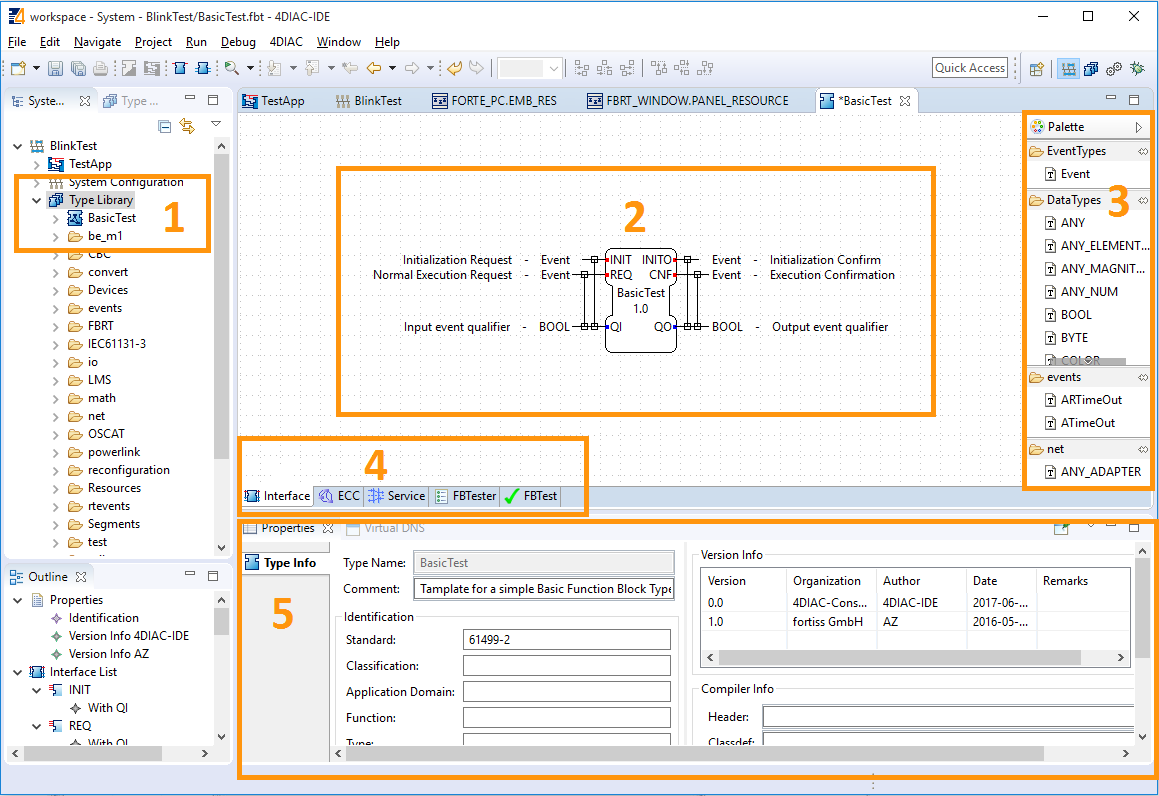 workspace - System - BlinkTest/BasicTest.fbt - 4DIAC-IDE
File Edit Navigate Project Run Debug 4DIAC Window Help
Quick Access
Syste... Type ...
BlinkTest
TestApp
System Configuration
Type Library
BasicTest
be_m1
CBC
convert
Devices
events
FBRT
IEC61131-3
io
LMS
math
net
OSCAT
powerlink
reconfiguration
Resources
rtevents
Segments
test
1
Outline
Properties
Identification
Version Info 4DIAC-IDE
Version Info AZ
Interface List
INIT
With QI
REQ
With QI
TestApp BlinkTest FORTE_PC.EMB_RES FBRT_WINDOW.PANEL_RESOURCE *BasicTest
2
Initialization Request - Event INIT INITO Event - Initialization Confirm
Normal Execution Request - Event REQ CNF Event - Execution Confirmation
BasicTest
1.0
Input event qualifier - BOOL QI QO BOOL - Output event qualifier
Palette
EventTypes
Event
DataTypes
3
ANY
ANY_ELEMENT...
ANY_MAGNIT...
ANY_NUM
BOOL
BYTE
COLOR
events
ARTimeOut
ATimeOut
net
ANY_ADAPTER
4
Interface ECC Service FBTester FBTest
Properties Virtual DNS
Type Info
5
Type Name: BasicTest
Comment: Tamplate for a simple Basic Function Block Type
Identification
Standard: 61499-2
Classification:
Application Domain:
Function:
Type:
Version Info
Version Organization Author Date Remarks
0.0 4DIAC-Cons... 4DIAC-IDE 2017-06-...
1.0 fortiss GmbH AZ 2016-05-...
Compiler Info
Header:
Classdef: